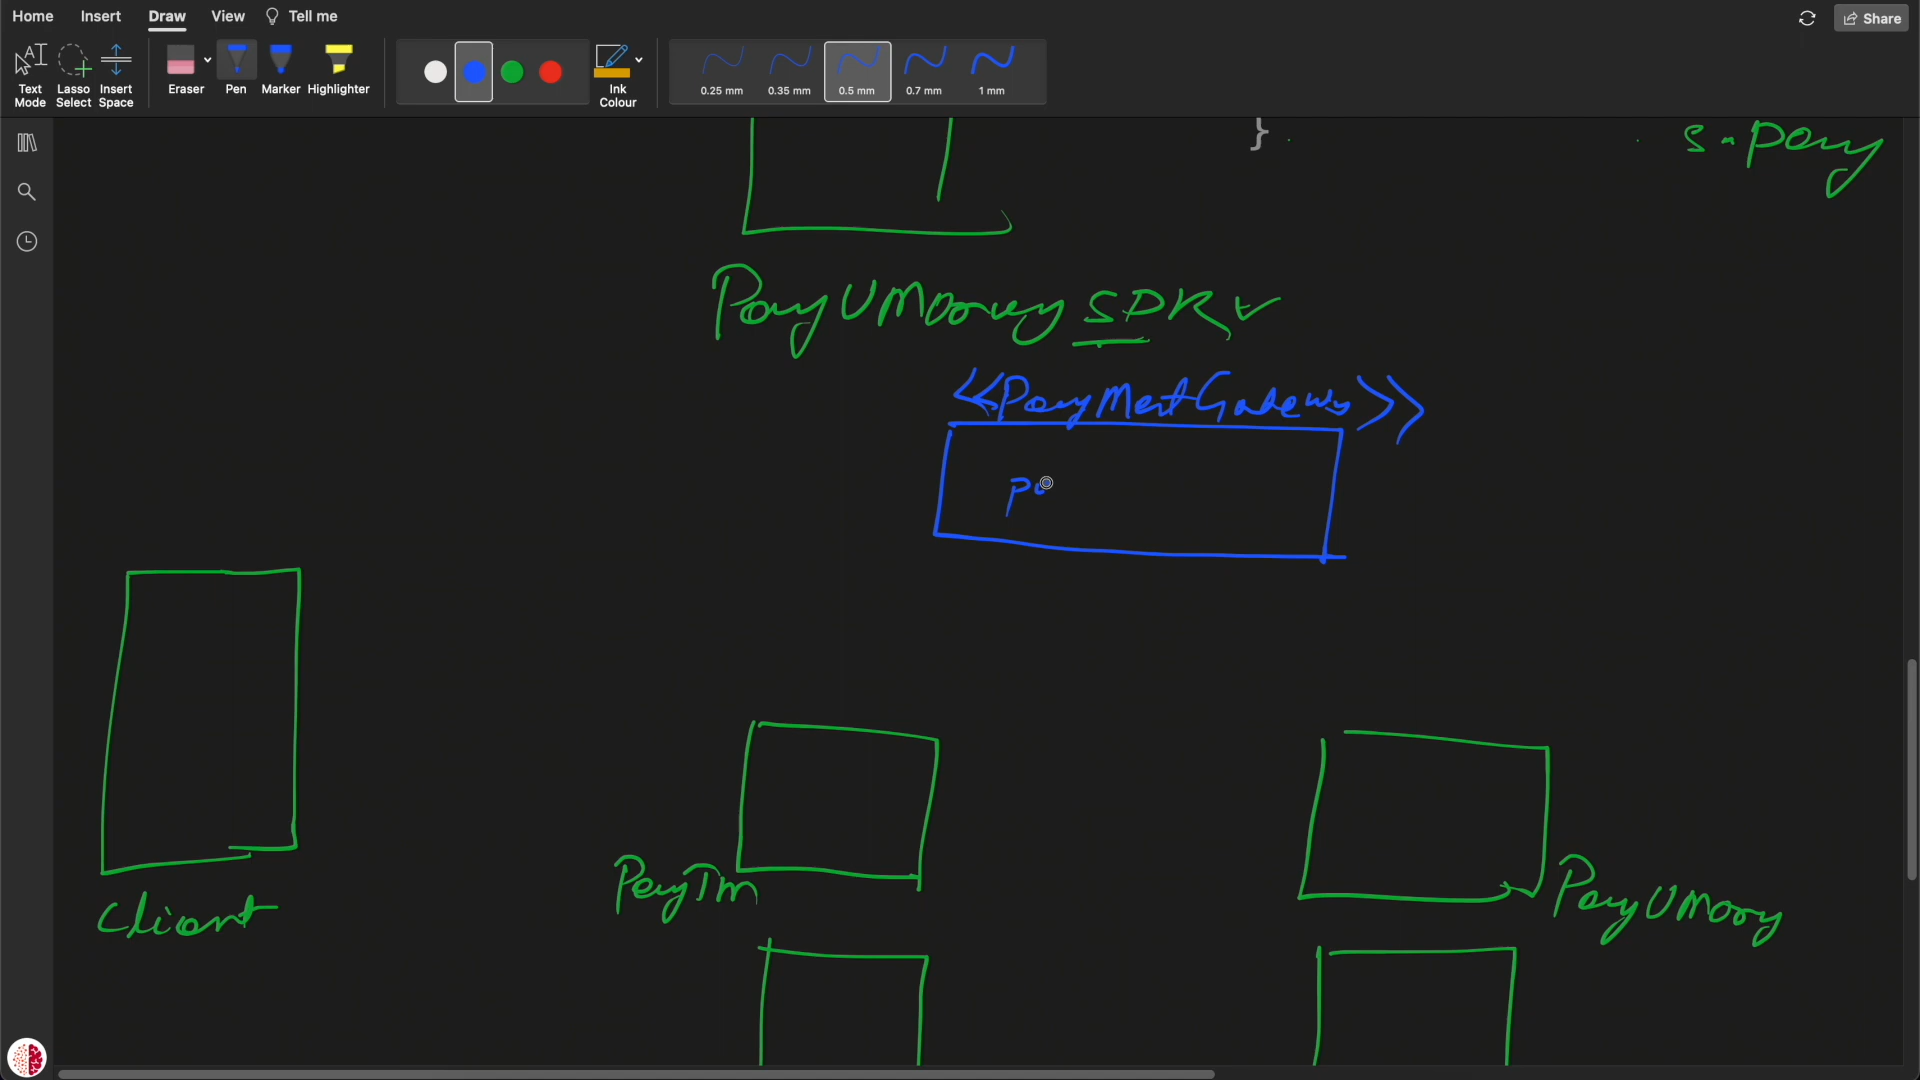 Home Insert Draw View Tell me
Share
Text Mode
Lasso Select
Insert Space
Eraser
Pen
Marker
Highlighter
Ink Colour
0.25 mm
0.35 mm
0.5 mm
0.7 mm
1 mm
}
s - Pay
PayUMoney SDK
<<PaymentGateway>>
pa
Client
PayTm
PayUMony